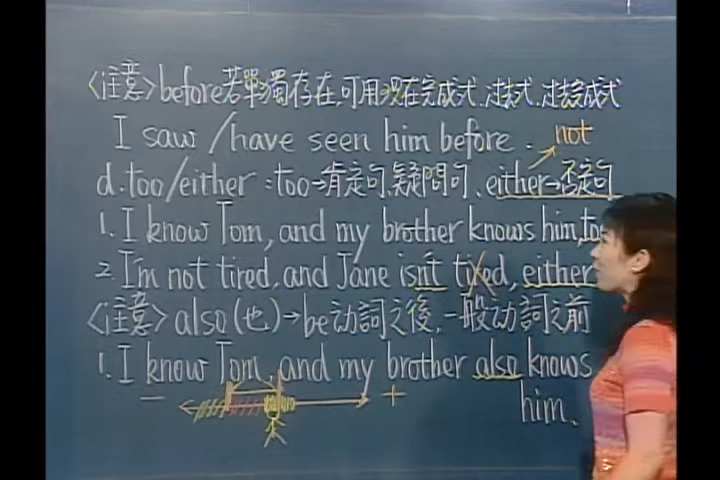 <注意>before若單獨存在,可用現在完成式,过去式,过去完成式
I saw/have seen him before.
not
d.too/either:too→肯定句,疑問句、either→否定句
1. I know Tom, and my brother knows him, too
2. I'm not tired, and Jane isn't tired, either
<注意>also(也)→be动詞之後,一般动詞之前
1. I know Tom, and my brother also knows
him.
− +